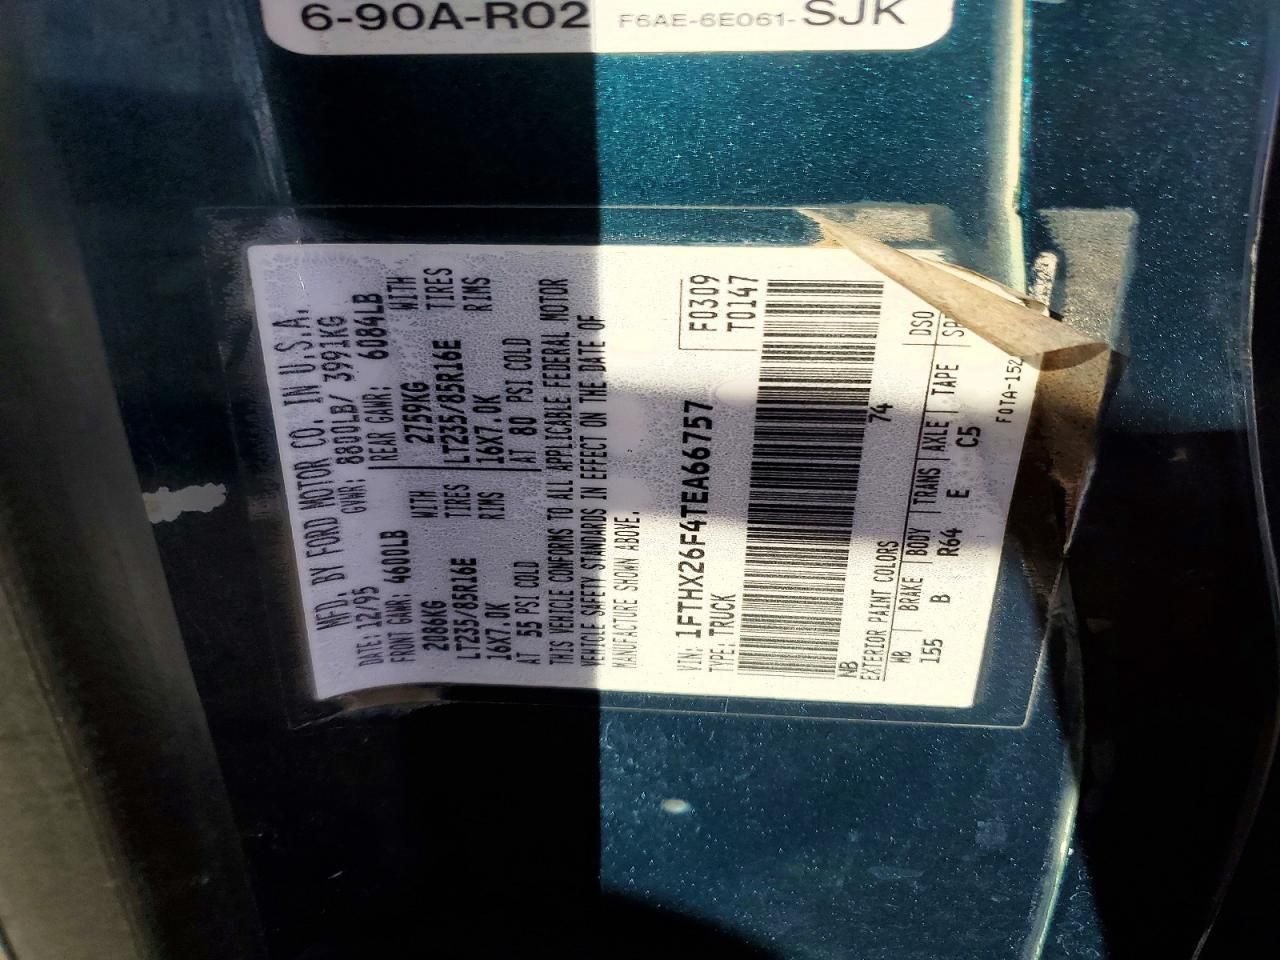 6-90A-R02 F6AE-6E061-SJK
MFD. BY FORD MOTOR CO. IN U.S.A.
DATE: 12/95 GVWR: 8800LB/ 3991KG
FRONT GAWR: 4600LB REAR GAWR: 6084LB
2086KG WITH 2759KG WITH
LT235/85R16E TIRES LT235/85R16E TIRES
16X7.0K RIMS 16X7.0K RIMS
AT 55 PSI COLD AT 80 PSI COLD
THIS VEHICLE CONFORMS TO ALL APPLICABLE FEDERAL MOTOR
VEHICLE SAFETY STANDARDS IN EFFECT ON THE DATE OF
MANUFACTURE SHOWN ABOVE.
VIN: 1FTHX26F4TEA66757 F0309
TYPE: TRUCK T0147
NB 74
EXTERIOR PAINT COLORS DSO
WB BRAKE BODY TRANS AXLE TAPE
155 B R64 E C5
F0TA-152